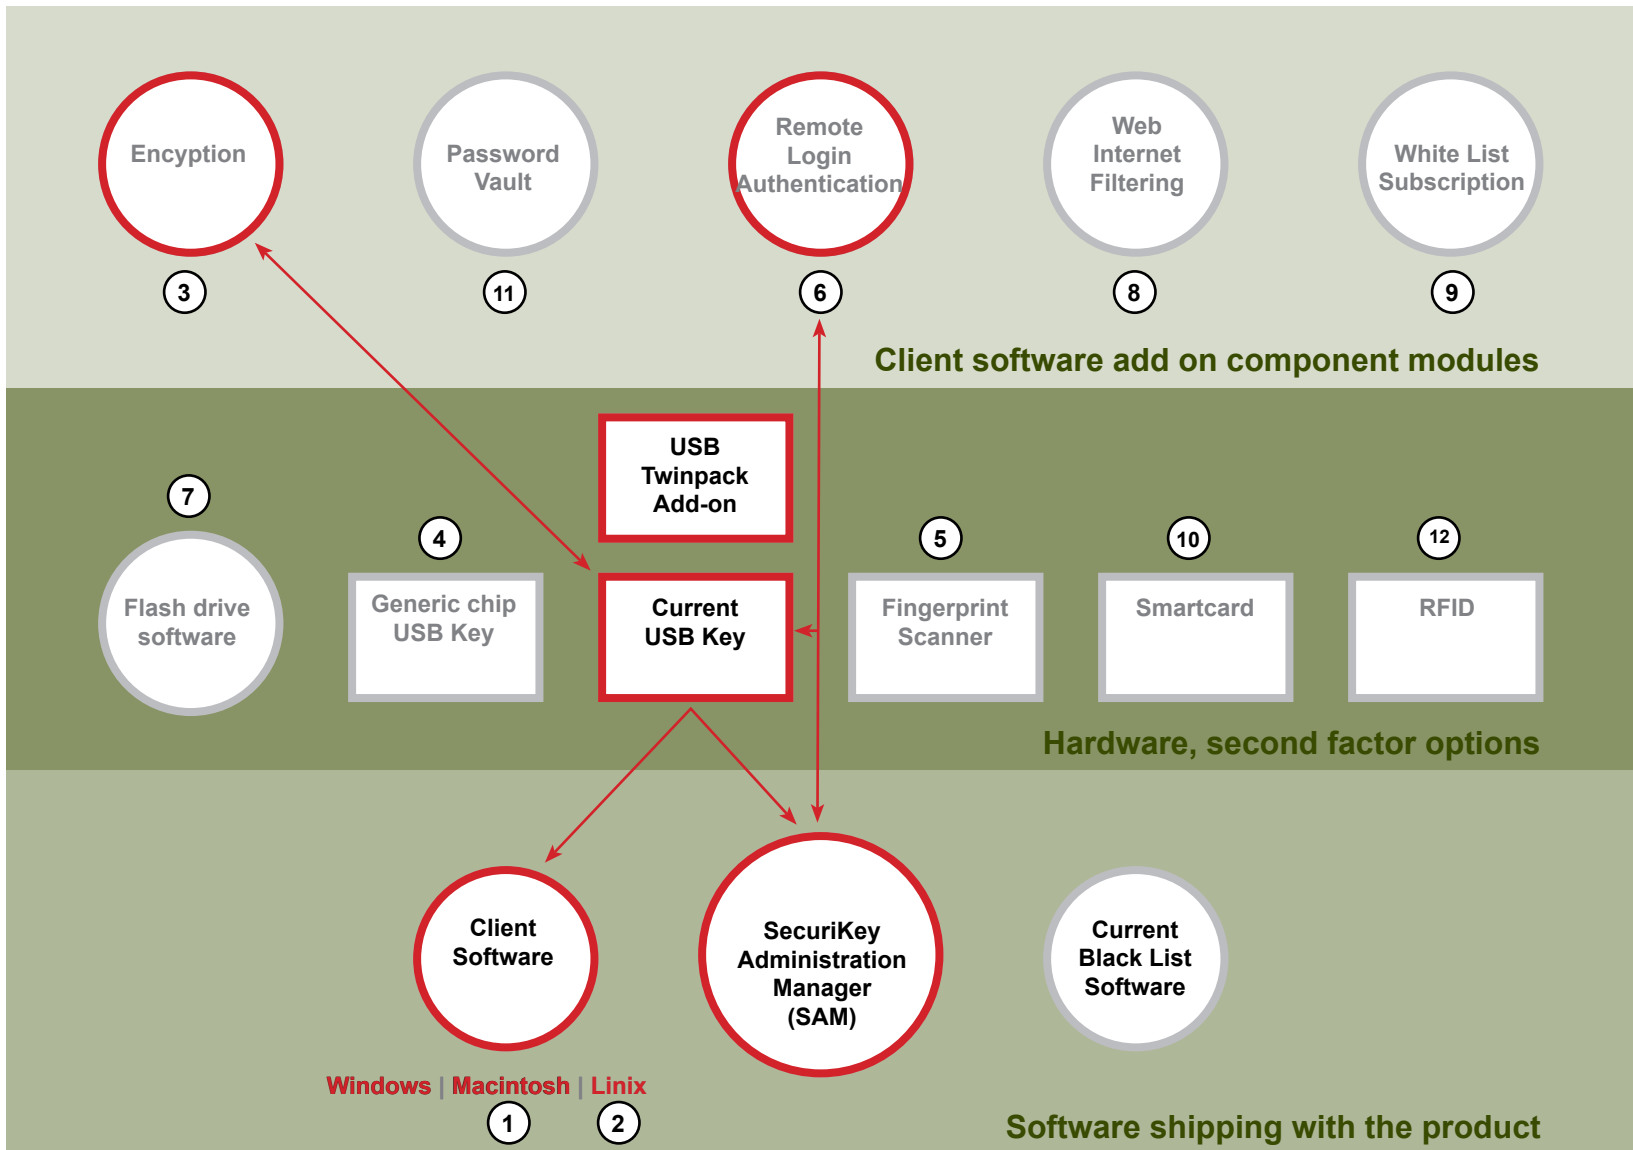 Encyption
Password
Vault
Remote
Login
Authentication
Web
Internet
Filtering
White List
Subscription
3
11
6
8
9
Client software add on component modules
USB
Twinpack
Add-on
7
4
5
10
12
Flash drive
software
Generic chip
USB Key
Current
USB Key
Fingerprint
Scanner
Smartcard
RFID
Hardware, second factor options
Client
Software
SecuriKey
Administration
Manager
(SAM)
Current
Black List
Software
Windows | Macintosh | Linix
1
2
Software shipping with the product